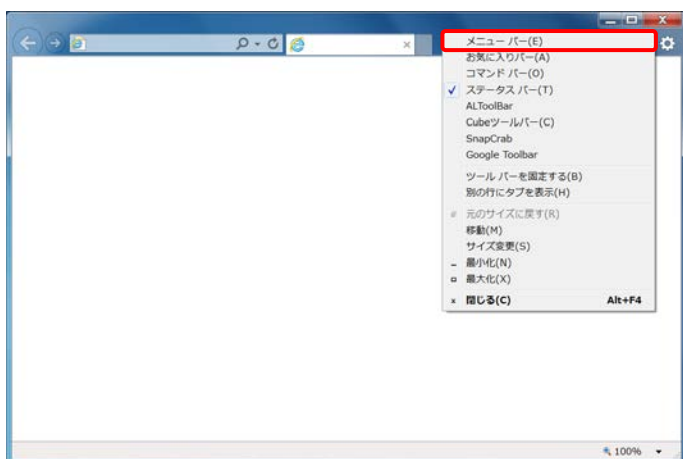 メニュー バー(E)
お気に入りバー(A)
コマンド バー(O)
ステータス バー(T)
ALToolBar
Cubeツールバー(C)
SnapCrab
Google Toolbar
ツール バーを固定する(B)
別の行にタブを表示(H)
元のサイズに戻す(R)
移動(M)
サイズ変更(S)
最小化(N)
最大化(X)
閉じる(C) Alt+F4
100%